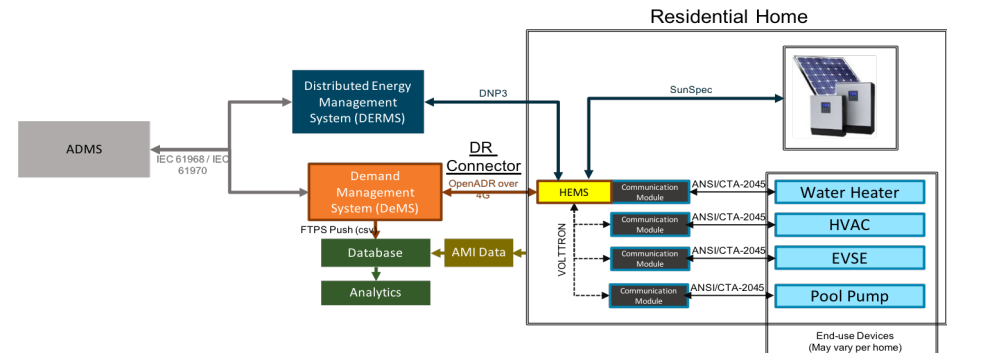 Residential Home
Distributed Energy
Management
System (DERMS)
DNP3
SunSpec
ADMS
IEC 61968 / IEC
61970
DR
Connector
Demand
Management
System (DeMS)
OpenADR over
4G
HEMS
Communication
Module
ANSI/CTA-2045
Water Heater
FTPS Push (csv)
VOLTTRON
Communication
Module
ANSI/CTA-2045
HVAC
Database
AMI Data
Communication
Module
ANSI/CTA-2045
EVSE
Analytics
Communication
Module
ANSI/CTA-2045
Pool Pump
End-use Devices
(May vary per home)